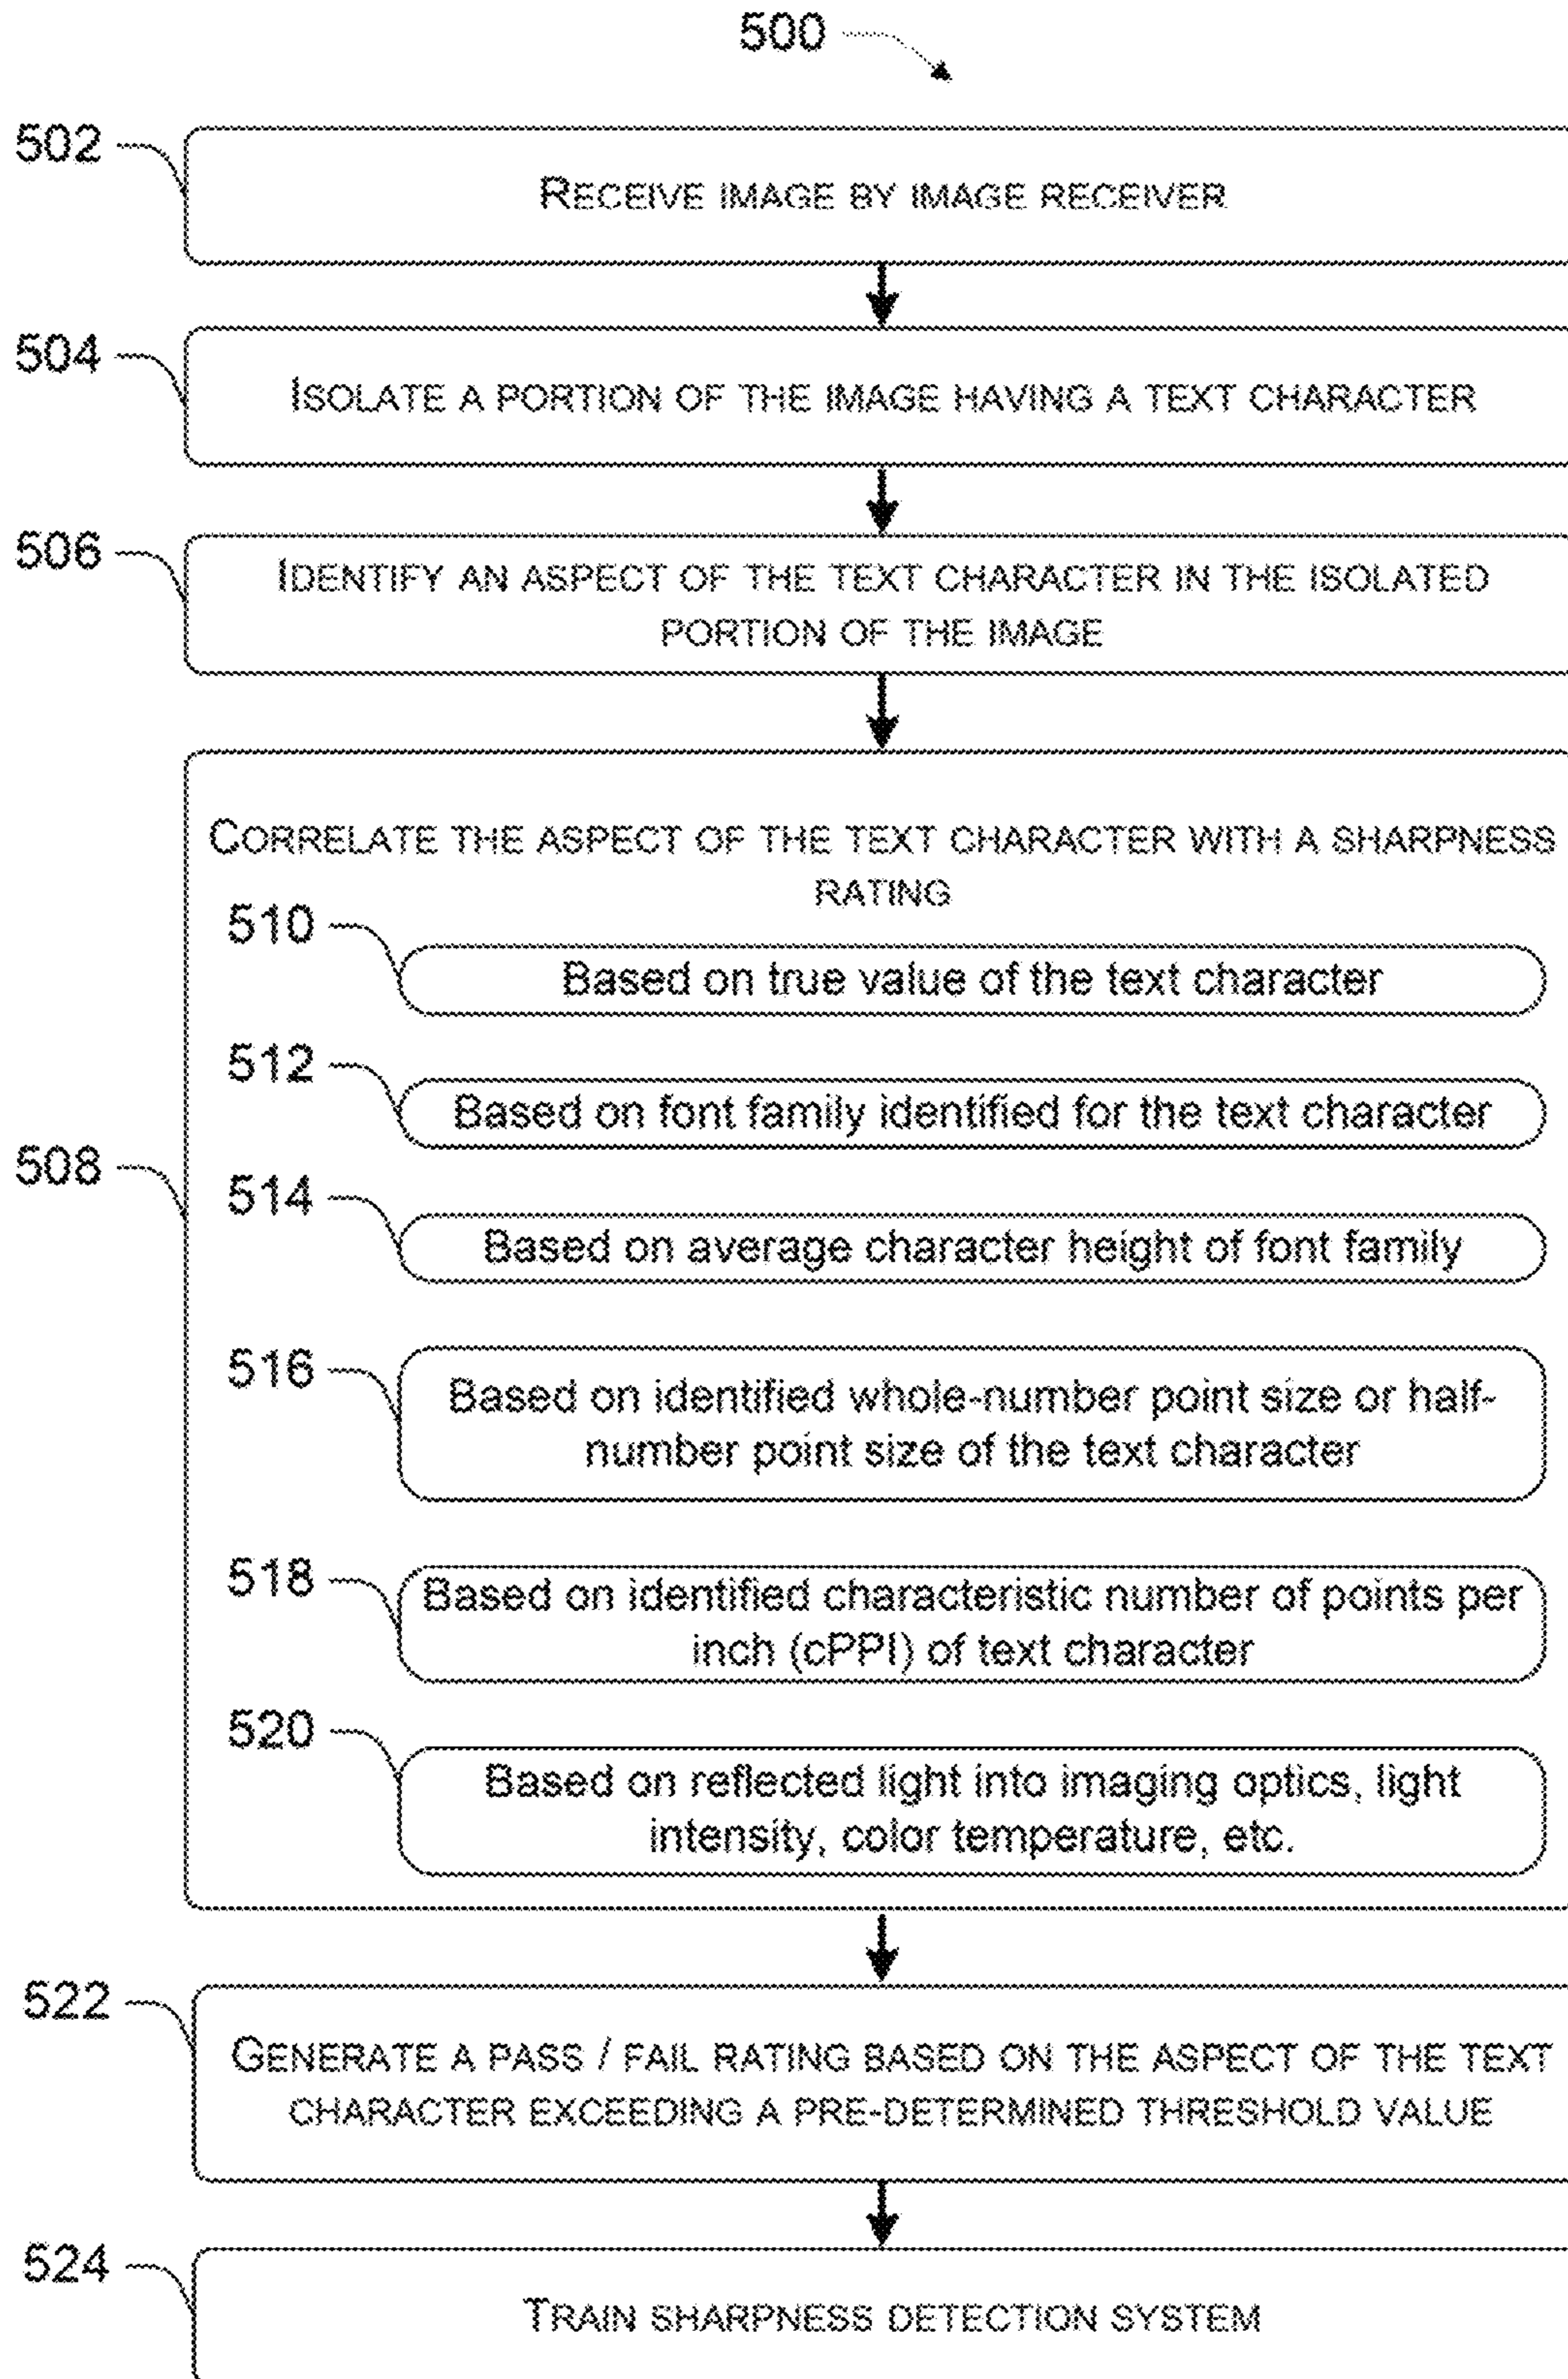 500
502
RECEIVE IMAGE BY IMAGE RECEIVER
504
ISOLATE A PORTION OF THE IMAGE HAVING A TEXT CHARACTER
506
IDENTIFY AN ASPECT OF THE TEXT CHARACTER IN THE ISOLATED
PORTION OF THE IMAGE
508
CORRELATE THE ASPECT OF THE TEXT CHARACTER WITH A SHARPNESS
RATING
510
Based on true value of the text character
512
Based on font family identified for the text character
514
Based on average character height of font family
516
Based on identified whole-number point size or half-
number point size of the text character
518
Based on identified characteristic number of points per
inch (cPPI) of text character
520
Based on reflected light into imaging optics, light
intensity, color temperature, etc.
522
GENERATE A PASS / FAIL RATING BASED ON THE ASPECT OF THE TEXT
CHARACTER EXCEEDING A PRE-DETERMINED THRESHOLD VALUE
524
TRAIN SHARPNESS DETECTION SYSTEM